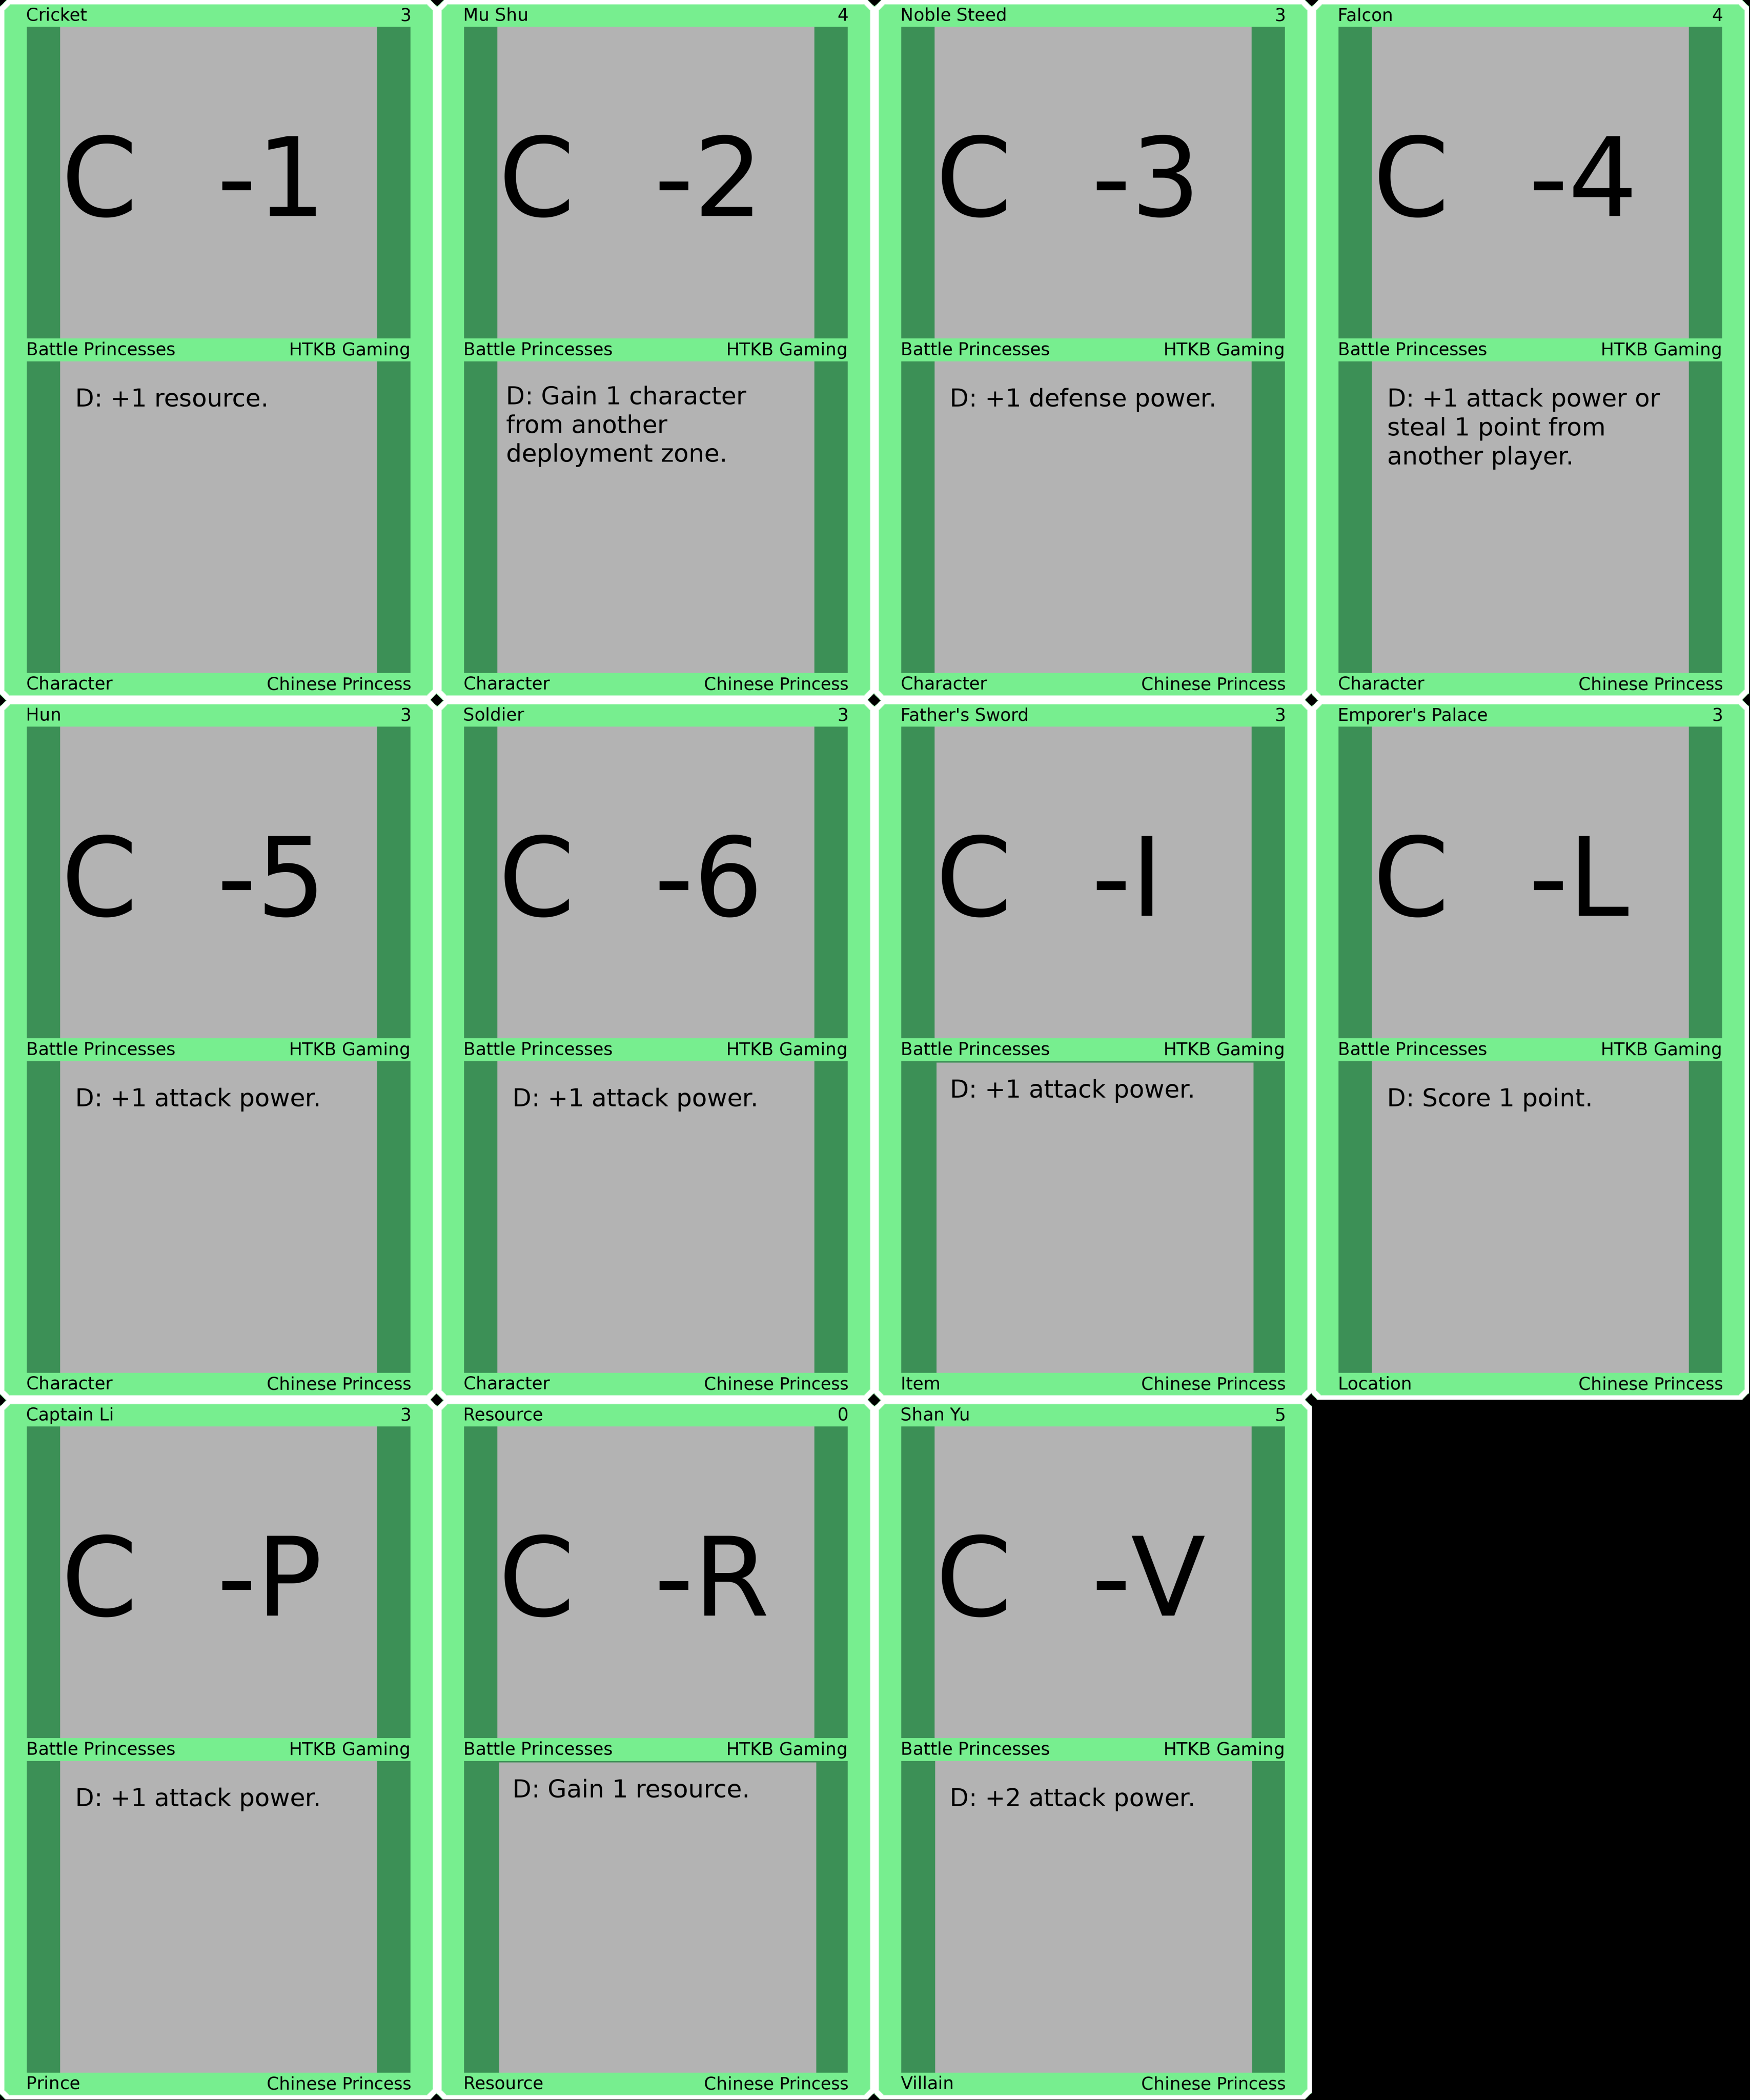 Cricket 3
C -1
Battle Princesses HTKB Gaming
D: +1 resource.
Character Chinese Princess
Mu Shu 4
C -2
Battle Princesses HTKB Gaming
D: Gain 1 character
from another
deployment zone.
Character Chinese Princess
Noble Steed 3
C -3
Battle Princesses HTKB Gaming
D: +1 defense power.
Character Chinese Princess
Falcon 4
C -4
Battle Princesses HTKB Gaming
D: +1 attack power or
steal 1 point from
another player.
Character Chinese Princess
Hun 3
C -5
Battle Princesses HTKB Gaming
D: +1 attack power.
Character Chinese Princess
Soldier 3
C -6
Battle Princesses HTKB Gaming
D: +1 attack power.
Character Chinese Princess
Father's Sword 3
C -I
Battle Princesses HTKB Gaming
D: +1 attack power.
Item Chinese Princess
Emporer's Palace 3
C -L
Battle Princesses HTKB Gaming
D: Score 1 point.
Location Chinese Princess
Captain Li 3
C -P
Battle Princesses HTKB Gaming
D: +1 attack power.
Prince Chinese Princess
Resource 0
C -R
Battle Princesses HTKB Gaming
D: Gain 1 resource.
Resource Chinese Princess
Shan Yu 5
C -V
Battle Princesses HTKB Gaming
D: +2 attack power.
Villain Chinese Princess